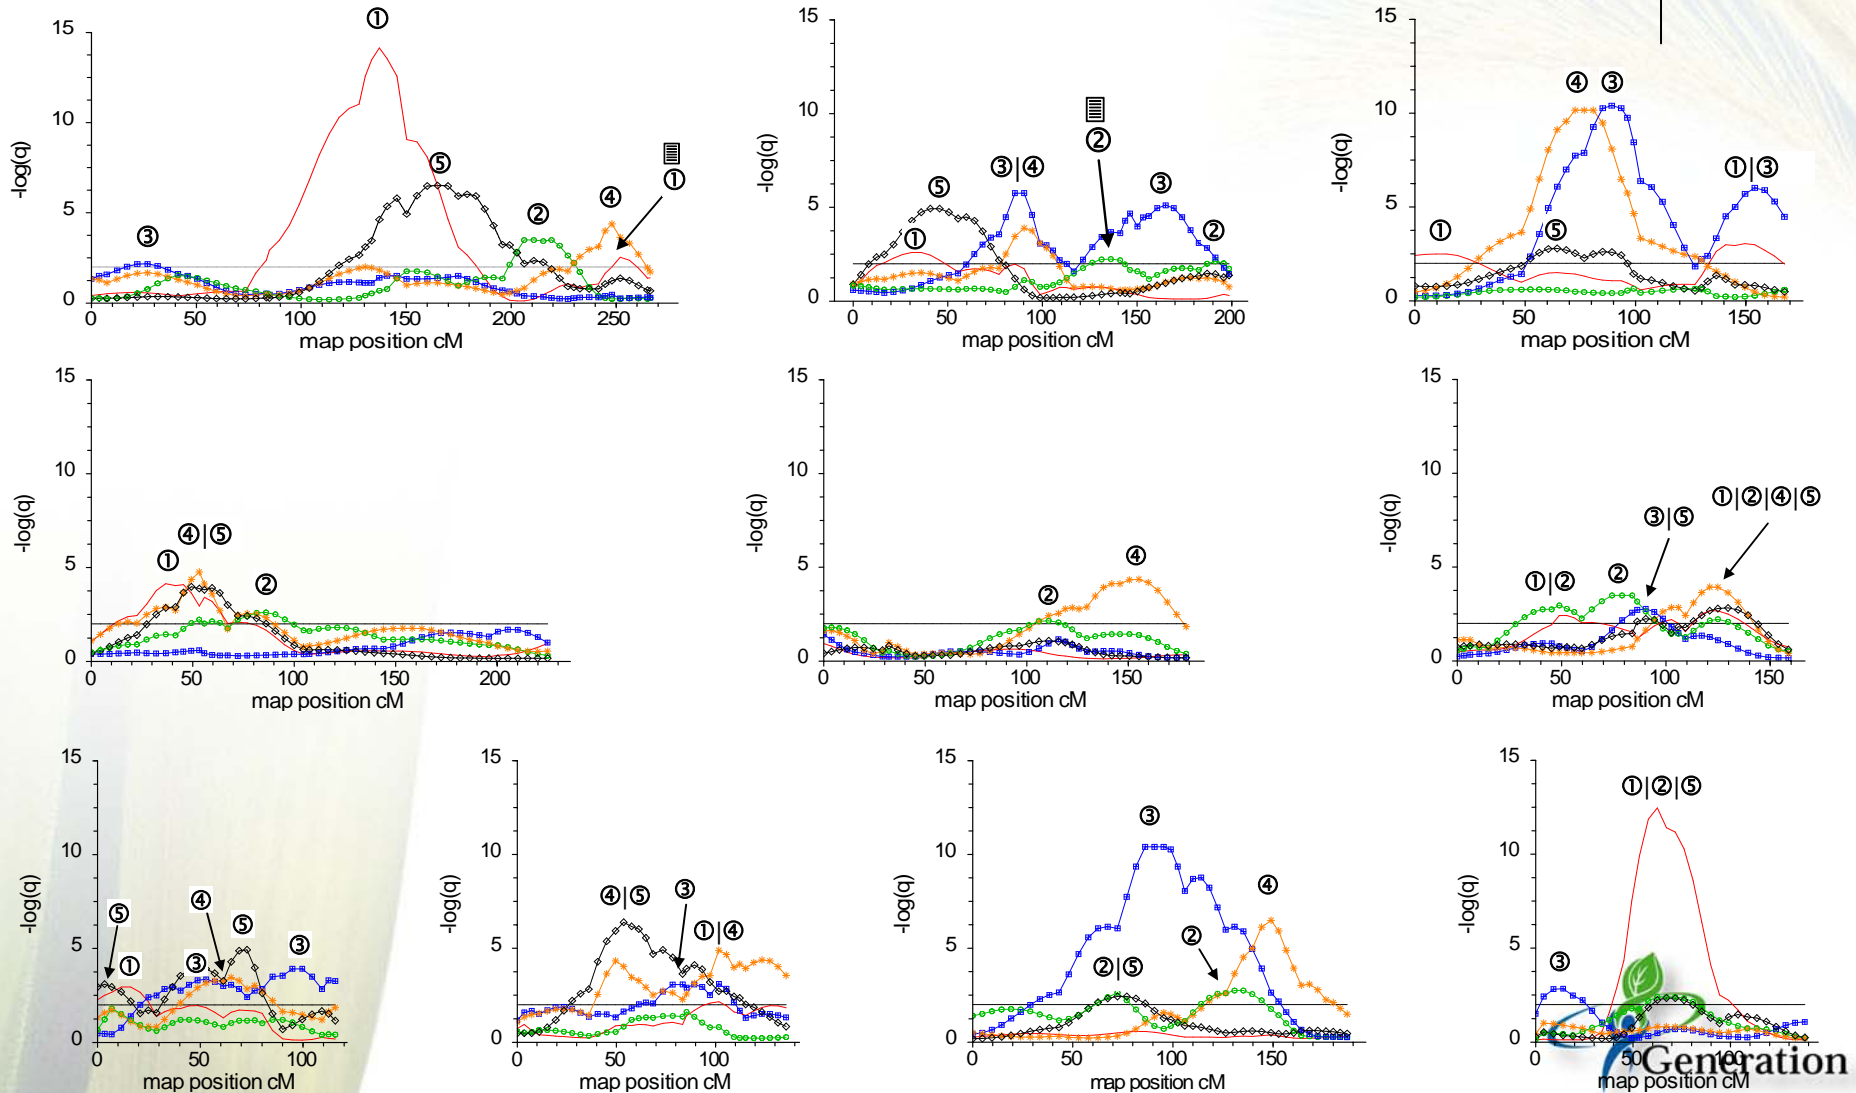 15
10
5
0
-log(q)
0 50 100 150 200 250
map position cM
① ③ ⑤ ② ④ ①
15
10
5
0
-log(q)
0 50 100 150 200
map position cM
⑤ ① ③|④ ② ③ ②
15
10
5
0
-log(q)
0 50 100 150
map position cM
① ④ ③ ⑤ ①|③
15
10
5
0
-log(q)
0 50 100 150 200
map position cM
① ④|⑤ ②
15
10
5
0
-log(q)
0 50 100 150
map position cM
② ④
15
10
5
0
-log(q)
0 50 100 150
map position cM
①|② ② ③|⑤ ①|②|④|⑤
15
10
5
0
-log(q)
0 50 100
map position cM
⑤ ① ④ ③ ⑤ ③
15
10
5
0
-log(q)
0 50 100
map position cM
④|⑤ ③ ①|④
15
10
5
0
-log(q)
0 50 100 150
map position cM
③ ②|⑤ ② ④
15
10
5
0
-log(q)
0 50 100
map position cM
③ ①|②|⑤
Generation